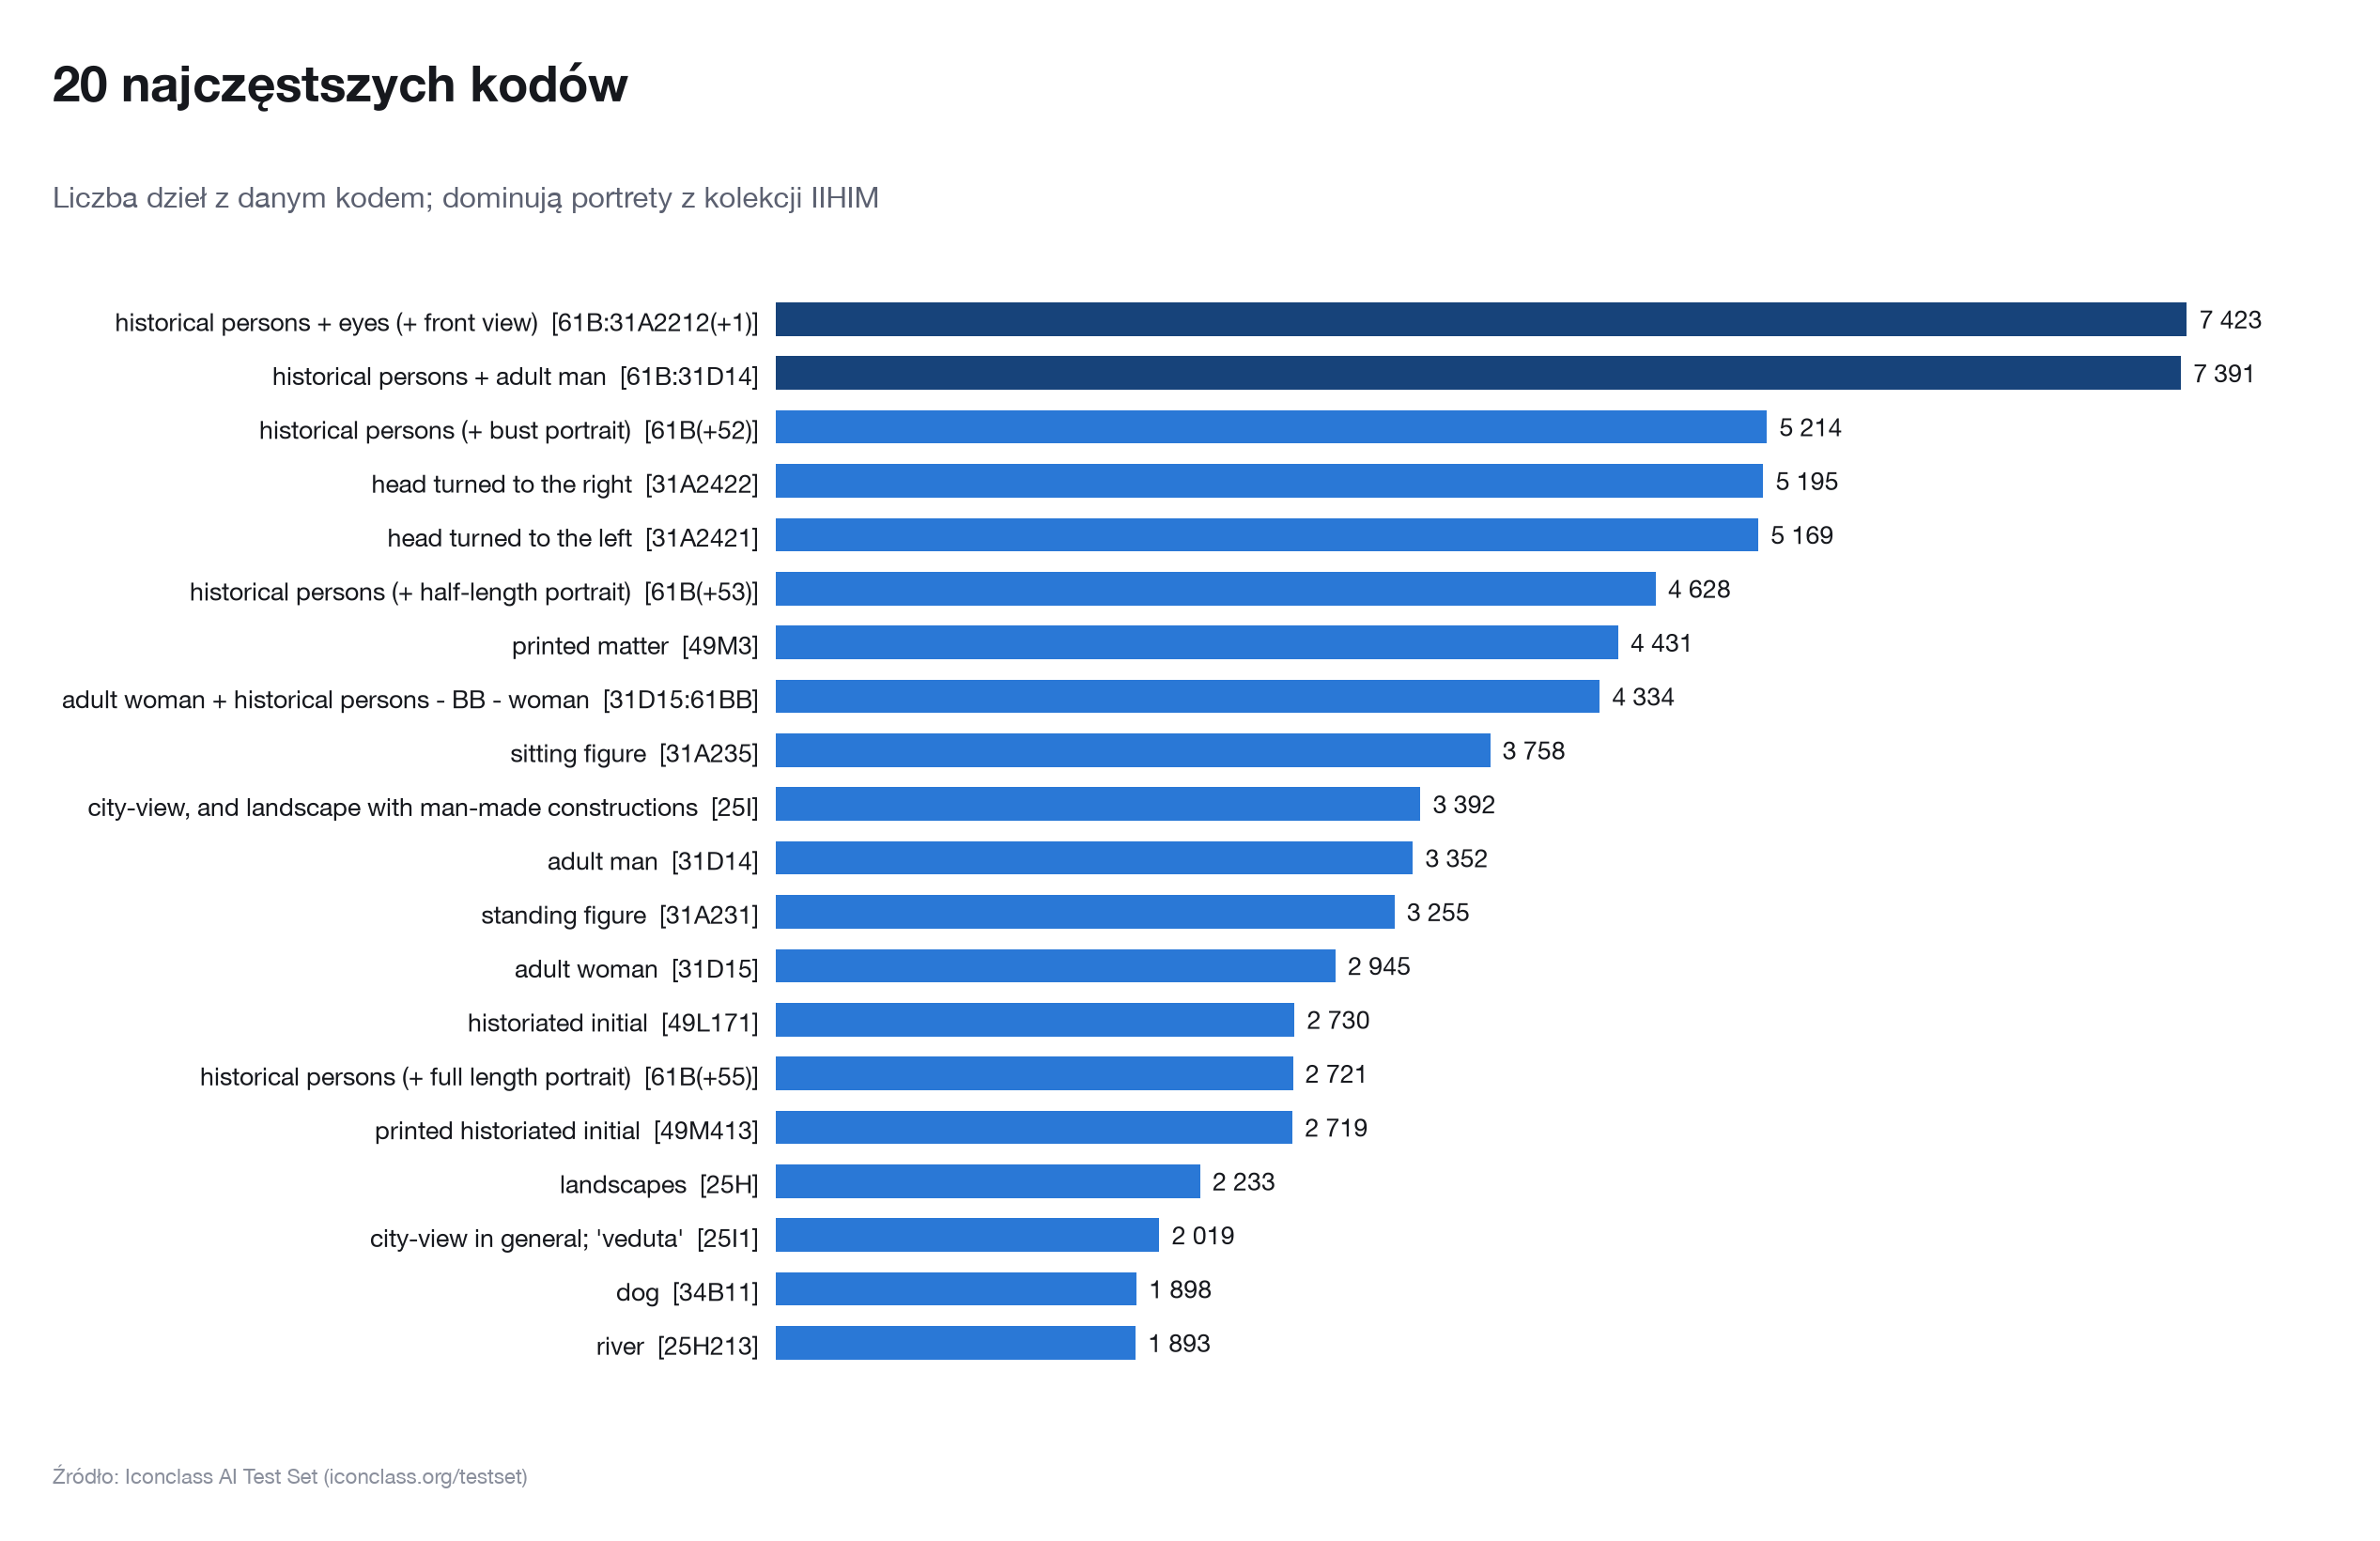 20 najczęstszych kodów
Liczba dzieł z danym kodem; dominują portrety z kolekcji IIHIM
historical persons + eyes (+ front view) [61B:31A2212(+1)] 7 423
historical persons + adult man [61B:31D14] 7 391
historical persons (+ bust portrait) [61B(+52)] 5 214
head turned to the right [31A2422] 5 195
head turned to the left [31A2421] 5 169
historical persons (+ half-length portrait) [61B(+53)] 4 628
printed matter [49M3] 4 431
adult woman + historical persons - BB - woman [31D15:61BB] 4 334
sitting figure [31A235] 3 758
city-view, and landscape with man-made constructions [25I] 3 392
adult man [31D14] 3 352
standing figure [31A231] 3 255
adult woman [31D15] 2 945
historiated initial [49L171] 2 730
historical persons (+ full length portrait) [61B(+55)] 2 721
printed historiated initial [49M413] 2 719
landscapes [25H] 2 233
city-view in general; 'veduta' [25I1] 2 019
dog [34B11] 1 898
river [25H213] 1 893
Źródło: Iconclass AI Test Set (iconclass.org/testset)